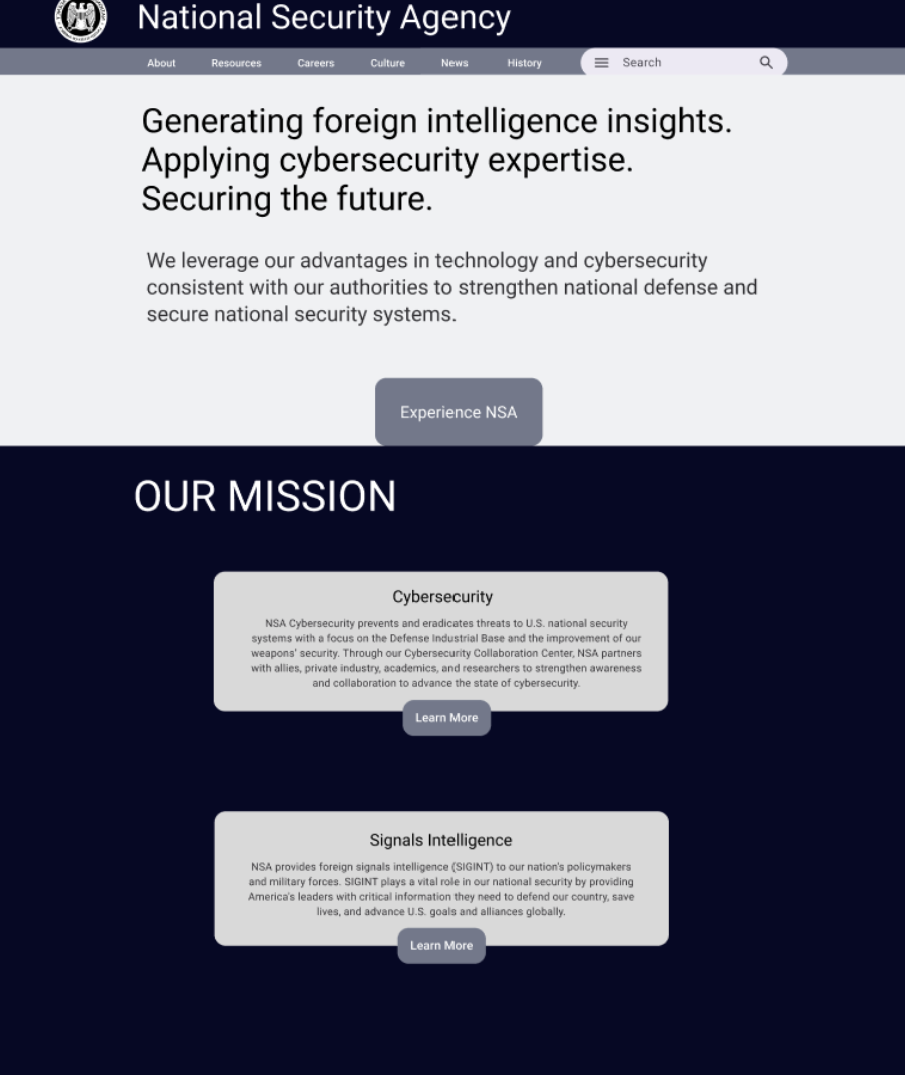 National Security Agency
About Resources Careers Culture News History Search
Generating foreign intelligence insights.
Applying cybersecurity expertise.
Securing the future.
We leverage our advantages in technology and cybersecurity
consistent with our authorities to strengthen national defense and
secure national security systems.
Experience NSA
OUR MISSION
Cybersecurity
NSA Cybersecurity prevents and eradicates threats to U.S. national security
systems with a focus on the Defense Industrial Base and the improvement of our
weapons' security. Through our Cybersecurity Collaboration Center, NSA partners
with allies, private industry, academics, and researchers to strengthen awareness
and collaboration to advance the state of cybersecurity.
Learn More
Signals Intelligence
NSA provides foreign signals intelligence (SIGINT) to our nation's policymakers
and military forces. SIGINT plays a vital role in our national security by providing
America's leaders with critical information they need to defend our country, save
lives, and advance U.S. goals and alliances globally.
Learn More